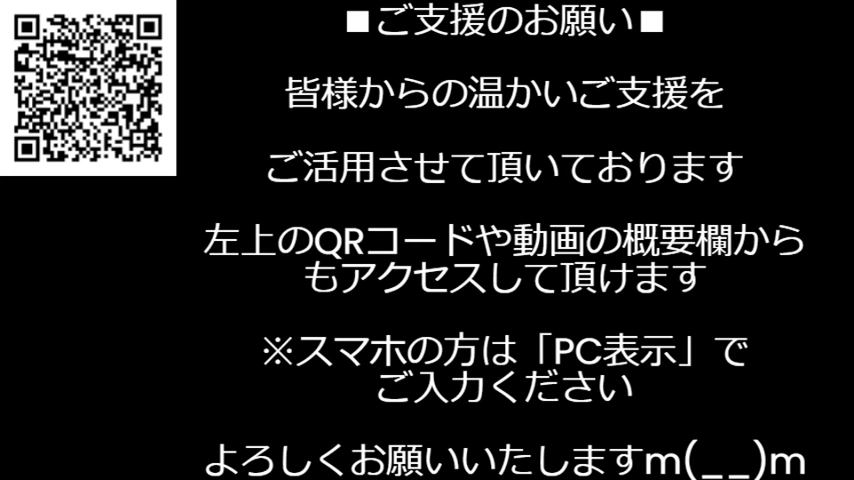 ■ご支援のお願い■
皆様からの温かいご支援を
ご活用させて頂いております
左上のQRコードや動画の概要欄から
もアクセスして頂けます
※スマホの方は「PC表示」で
ご入力ください
よろしくお願いいたしますm(__)m